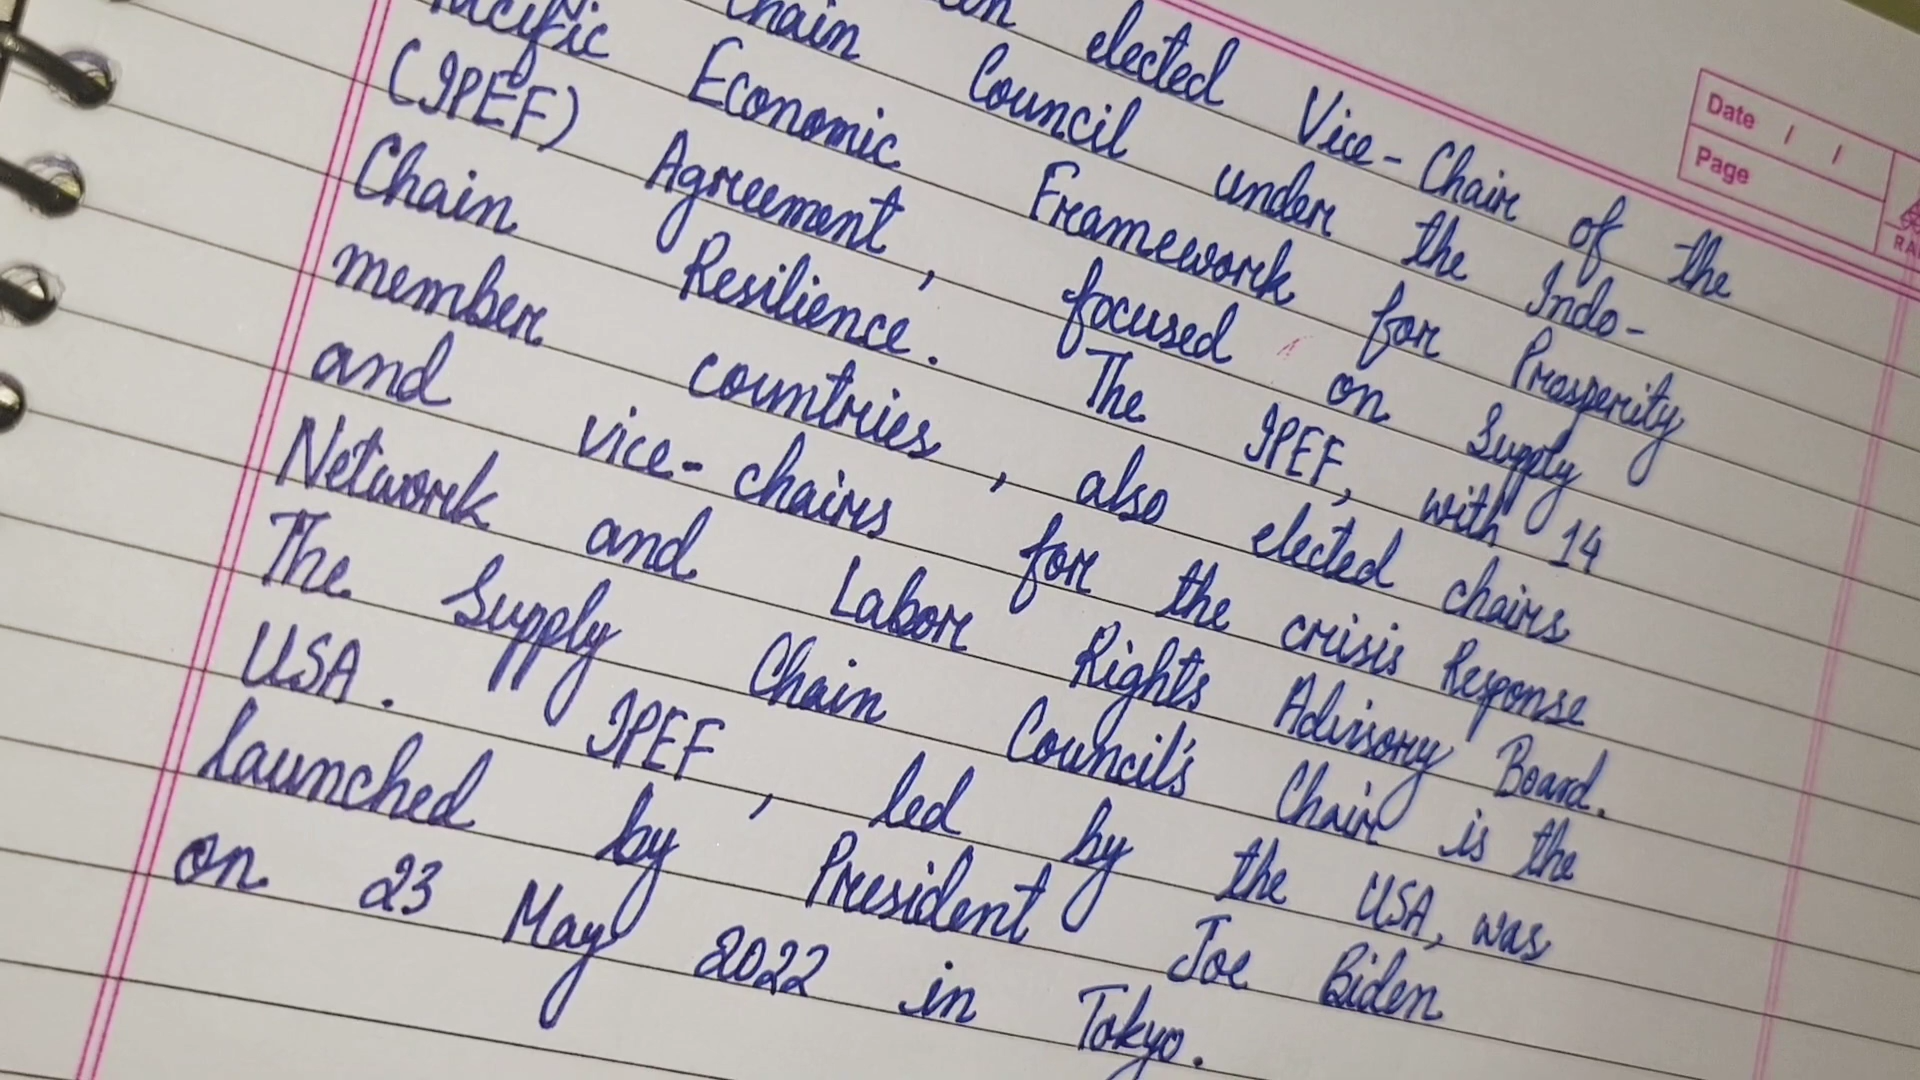 elected Vice-Chair of the
Chain Council under the Indo-
Pacific Economic Framework for Prosperity
(IPEF) Agreement, focused on Supply
Chain Resilience. The IPEF, with 14
member countries, also elected chairs
and vice-chairs for the crisis Response
Network and Labor Rights Advisory Board.
The Supply Chain Council's Chair is the
USA. IPEF, led by the USA, was
launched by President Joe Biden
on 23 May 2022 in Tokyo.
Date / /
Page